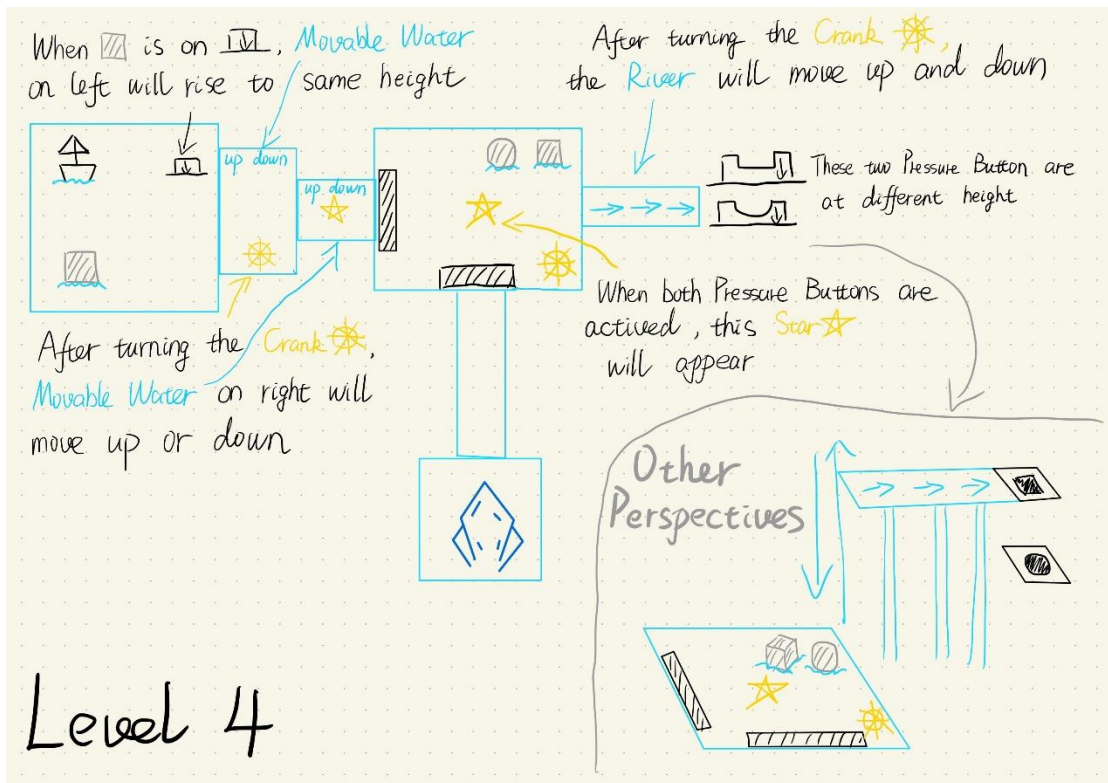 When is on , Movable Water
on left will rise to same height
After turning the Crank ,
the River will move up and down
up down
up down
These two Pressure Button are
at different height
When both Pressure Buttons are
actived , this Star
will appear
After turning the Crank ,
Movable Water on right will
move up or down
Other
Perspectives
Level 4